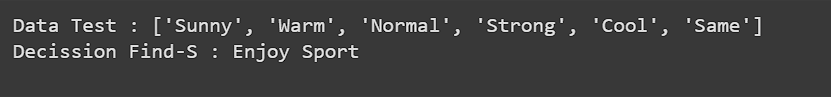 Data Test : ['Sunny', 'Warm', 'Normal', 'Strong', 'Cool', 'Same']
Decission Find-S : Enjoy Sport